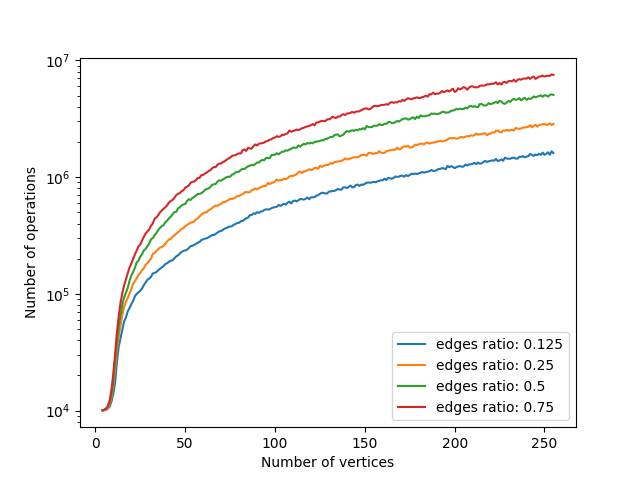 10⁷
10⁶
10⁵
10⁴
Number of operations
0 50 100 150 200 250
Number of vertices
edges ratio: 0.125
edges ratio: 0.25
edges ratio: 0.5
edges ratio: 0.75